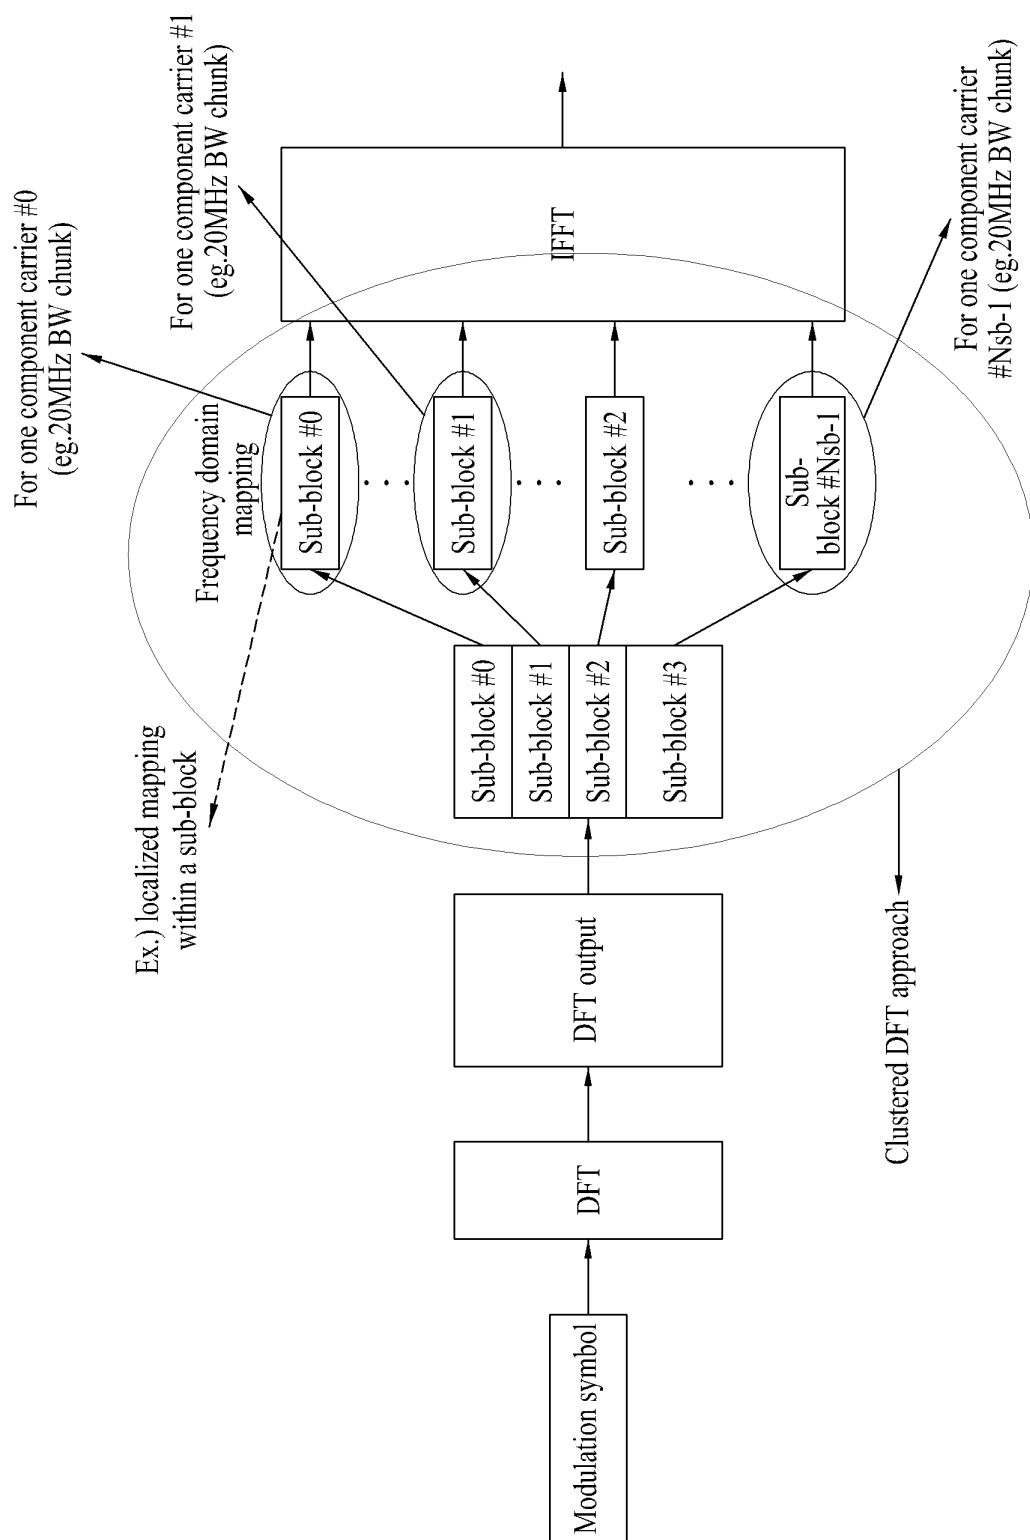 Modulation symbol
DFT
DFT output
Sub-block #0
Sub-block #1
Sub-block #2
Sub-block #3
Ex.) localized mapping
within a sub-block
Frequency domain
mapping
Sub-block #0
. . .
Sub-block #1
. . .
Sub-block #2
. . .
Sub-
block #Nsb-1
IFFT
For one component carrier #0
(eg.20MHz BW chunk)
For one component carrier #1
(eg.20MHz BW chunk)
For one component carrier
#Nsb-1 (eg.20MHz BW chunk)
Clustered DFT approach